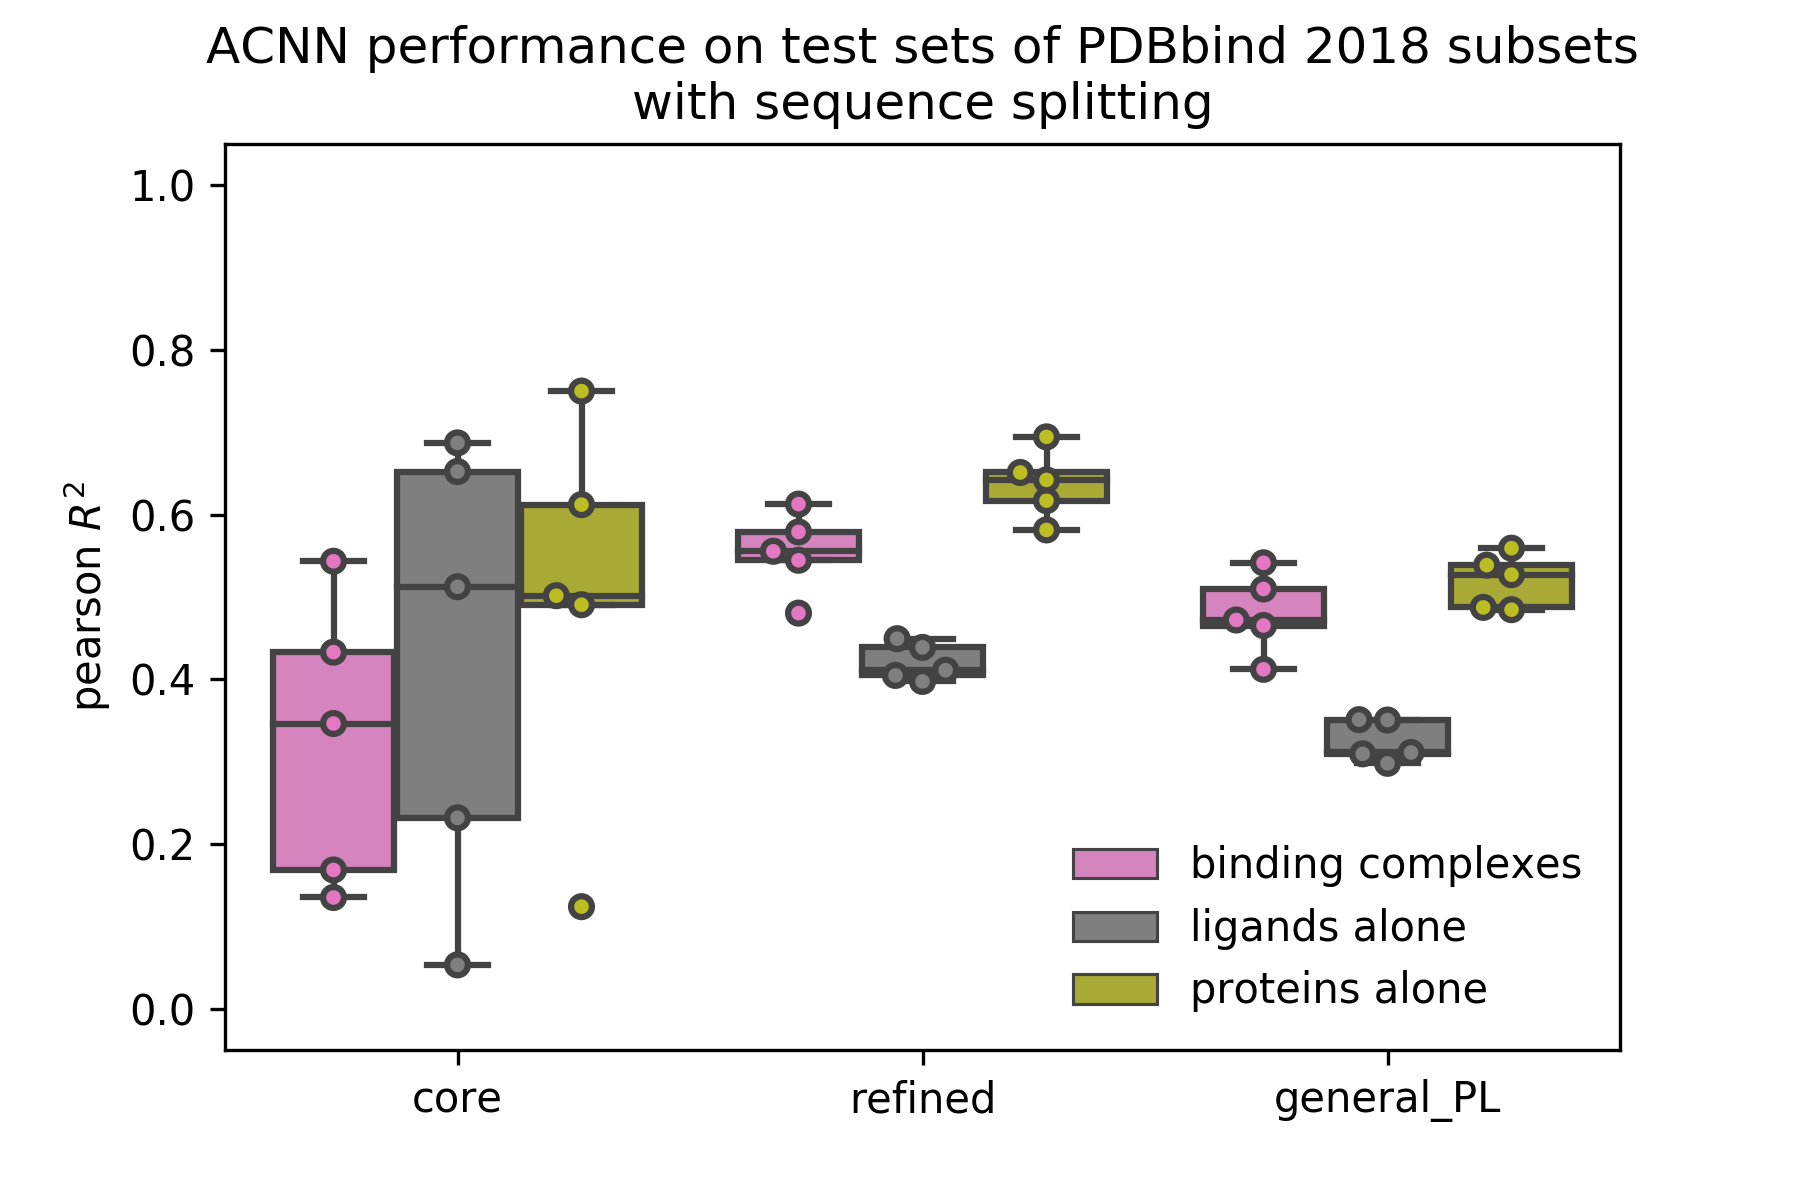 ACNN performance on test sets of PDBbind 2018 subsets
with sequence splitting
pearson R²
1.0
0.8
0.6
0.4
0.2
0.0
core
refined
general_PL
binding complexes
ligands alone
proteins alone